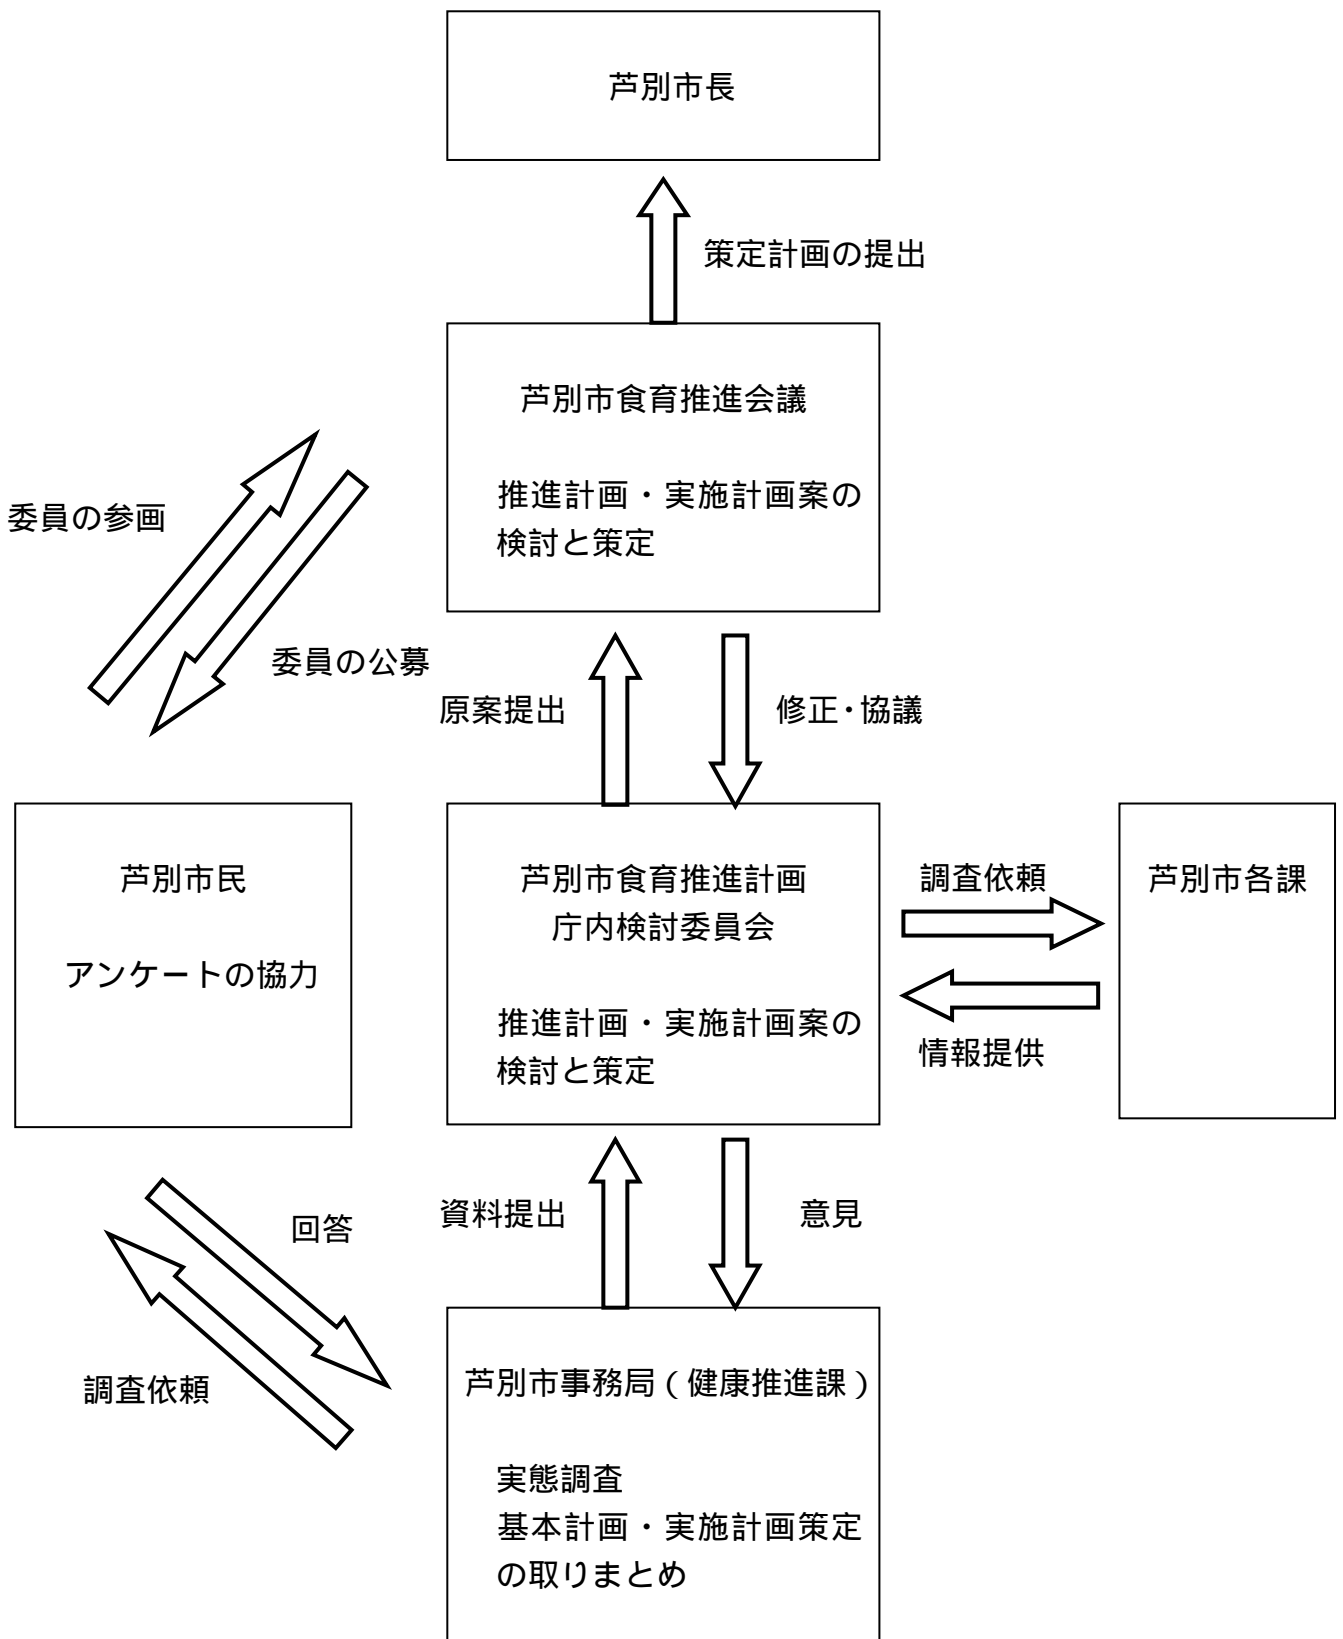 芦別市長
策定計画の提出
芦別市食育推進会議
推進計画・実施計画案の
検討と策定
委員の参画
委員の公募
原案提出
修正・協議
芦別市民
アンケートの協力
芦別市食育推進計画
庁内検討委員会
推進計画・実施計画案の
検討と策定
調査依頼
情報提供
芦別市各課
回答
調査依頼
資料提出
意見
芦別市事務局(健康推進課)
実態調査
基本計画・実施計画策定
の取りまとめ